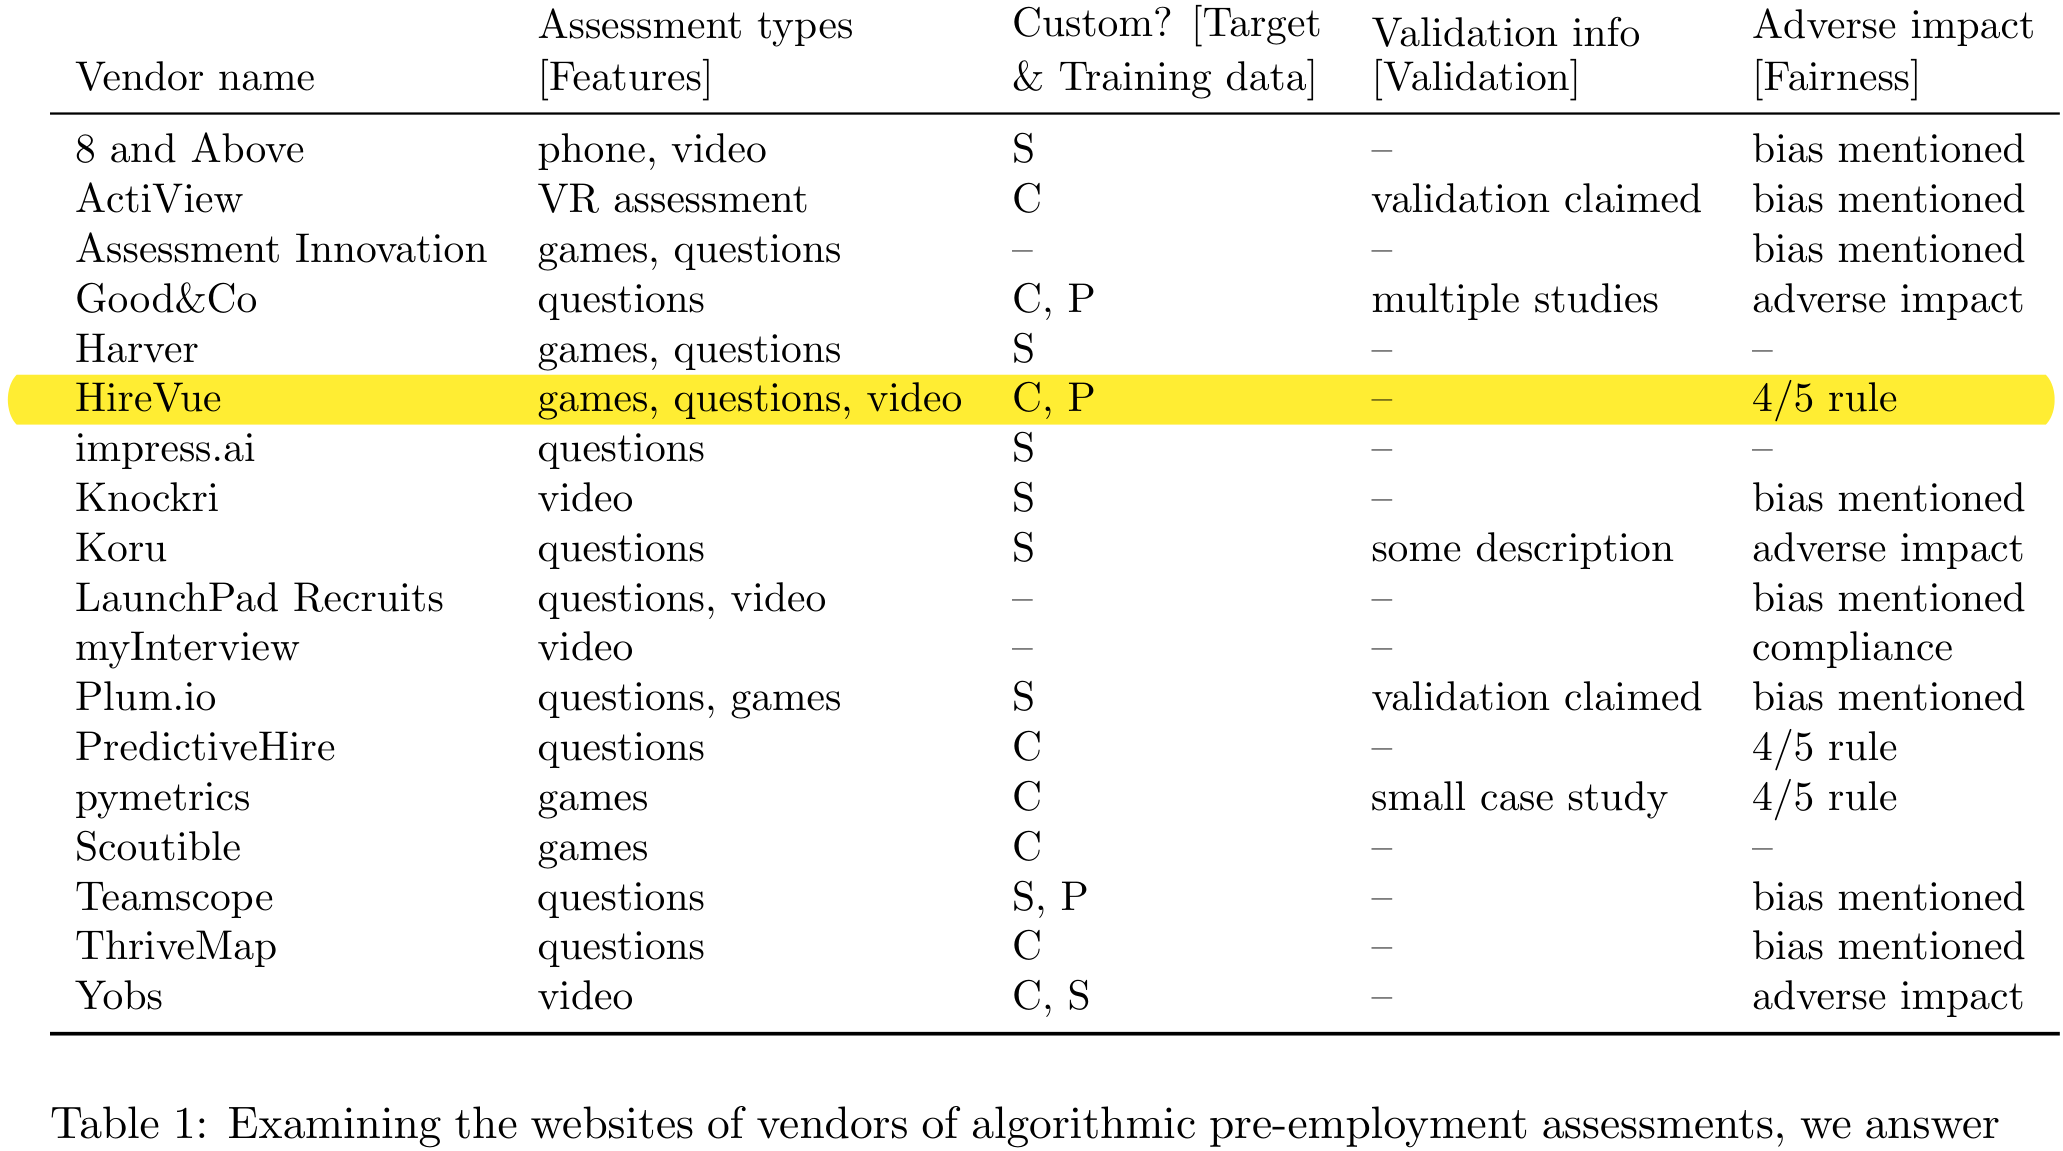 Vendor name | Assessment types [Features] | Custom? [Target & Training data] | Validation info [Validation] | Adverse impact [Fairness]
8 and Above | phone, video | S | – | bias mentioned
ActiView | VR assessment | C | validation claimed | bias mentioned
Assessment Innovation | games, questions | – | – | bias mentioned
Good&Co | questions | C, P | multiple studies | adverse impact
Harver | games, questions | S | – | –
HireVue | games, questions, video | C, P | – | 4/5 rule
impress.ai | questions | S | – | –
Knockri | video | S | – | bias mentioned
Koru | questions | S | some description | adverse impact
LaunchPad Recruits | questions, video | – | – | bias mentioned
myInterview | video | – | – | compliance
Plum.io | questions, games | S | validation claimed | bias mentioned
PredictiveHire | questions | C | – | 4/5 rule
pymetrics | games | C | small case study | 4/5 rule
Scoutible | games | C | – | –
Teamscope | questions | S, P | – | bias mentioned
ThriveMap | questions | C | – | bias mentioned
Yobs | video | C, S | – | adverse impact
Table 1: Examining the websites of vendors of algorithmic pre-employment assessments, we answer